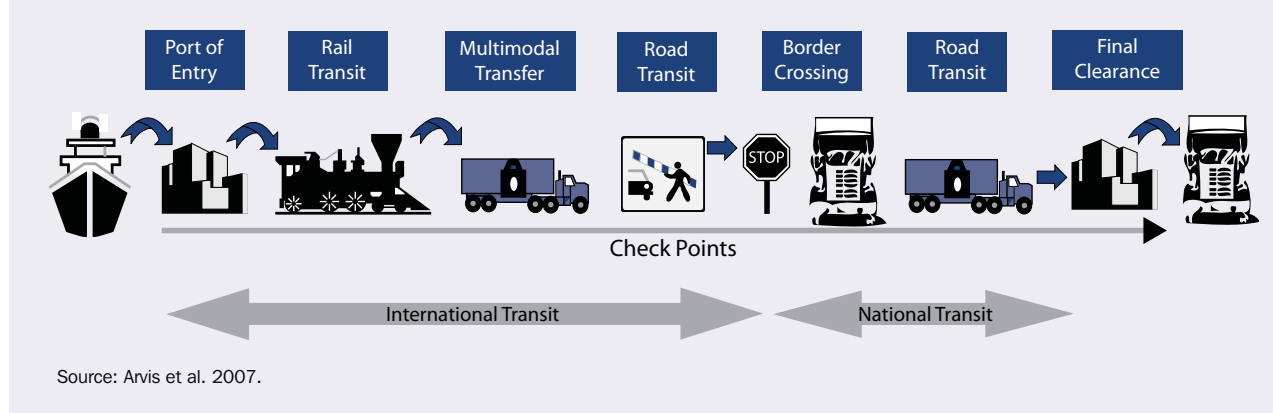 Port of
Entry
Rail
Transit
Multimodal
Transfer
Road
Transit
Border
Crossing
Road
Transit
Final
Clearance
STOP
Check Points
International Transit
National Transit
Source: Arvis et al. 2007.